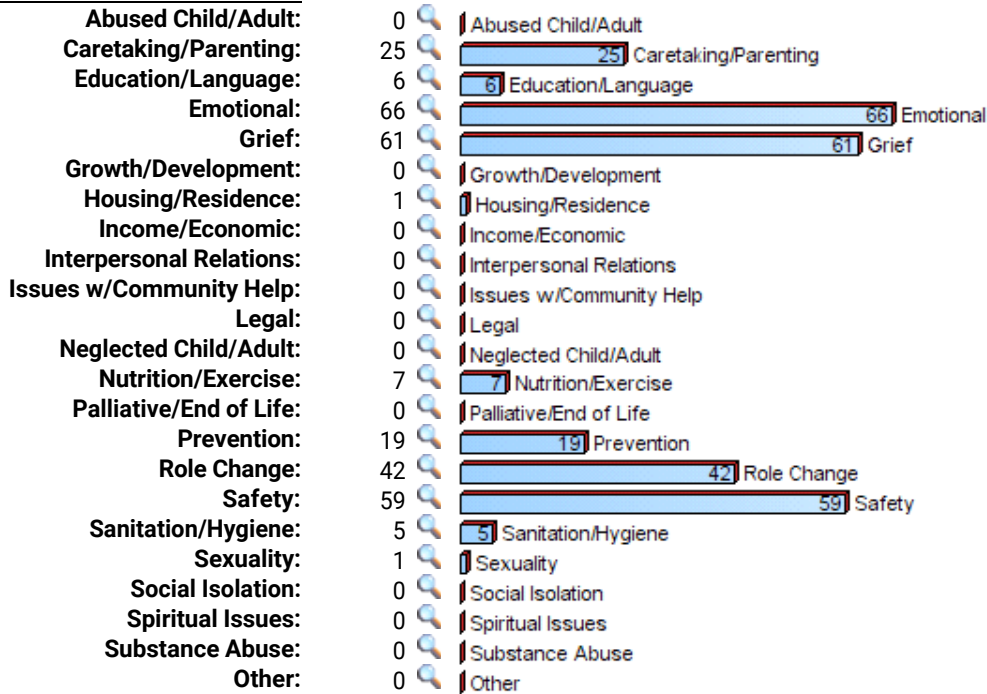 Abused Child/Adult: 0 Abused Child/Adult
Caretaking/Parenting: 25 25 Caretaking/Parenting
Education/Language: 6 6 Education/Language
Emotional: 66 66 Emotional
Grief: 61 61 Grief
Growth/Development: 0 Growth/Development
Housing/Residence: 1 Housing/Residence
Income/Economic: 0 Income/Economic
Interpersonal Relations: 0 Interpersonal Relations
Issues w/Community Help: 0 Issues w/Community Help
Legal: 0 Legal
Neglected Child/Adult: 0 Neglected Child/Adult
Nutrition/Exercise: 7 7 Nutrition/Exercise
Palliative/End of Life: 0 Palliative/End of Life
Prevention: 19 19 Prevention
Role Change: 42 42 Role Change
Safety: 59 59 Safety
Sanitation/Hygiene: 5 5 Sanitation/Hygiene
Sexuality: 1 Sexuality
Social Isolation: 0 Social Isolation
Spiritual Issues: 0 Spiritual Issues
Substance Abuse: 0 Substance Abuse
Other: 0 Other